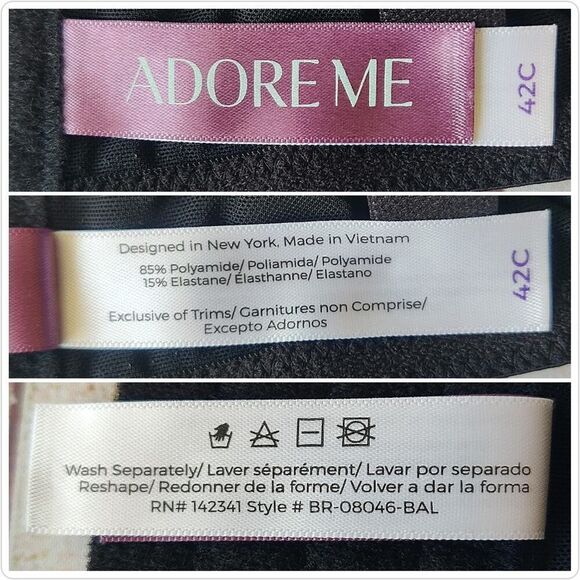 ADORE ME
42C
Designed in New York. Made in Vietnam
85% Polyamide/ Poliamida/ Polyamide
15% Elastane/ Élasthanne/ Elastano
Exclusive of Trims/ Garnitures non Comprise/
Excepto Adornos
42C
Wash Separately/ Laver séparément/ Lavar por separado
Reshape/ Redonner de la forme/ Volver a dar la forma
RN# 142341 Style # BR-08046-BAL